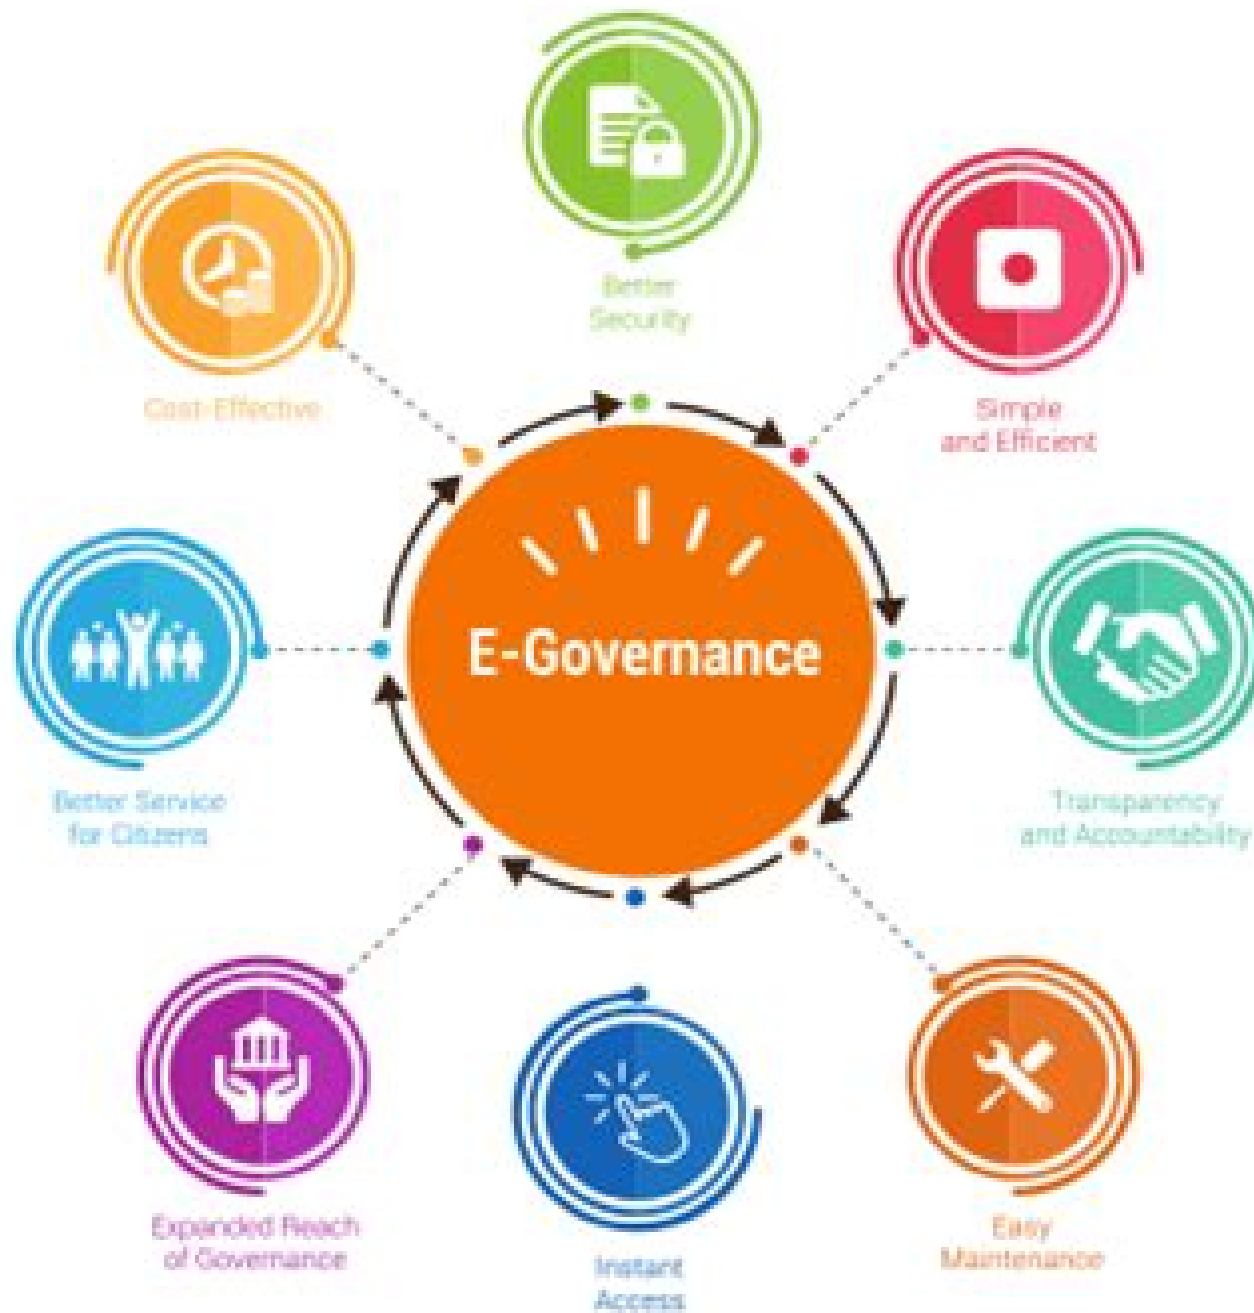 Better
Security
Simple
and Efficient
Cost-Effective
E-Governance
Transparency
and Accountability
Better Service
for Citizens
Easy
Maintenance
Expanded Reach
of Governance
Instant
Access